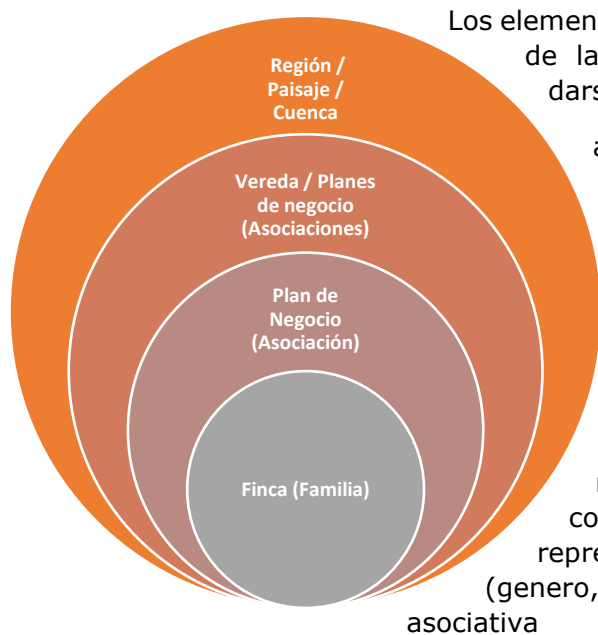 Los elemen
de la
dars
a
Región /
Paisaje /
Cuenca
Vereda / Planes
de negocio
(Asociaciones)
Plan de
Negocio
(Asociación)
Finca (Familia)
co
repre
(genero,
asociativa